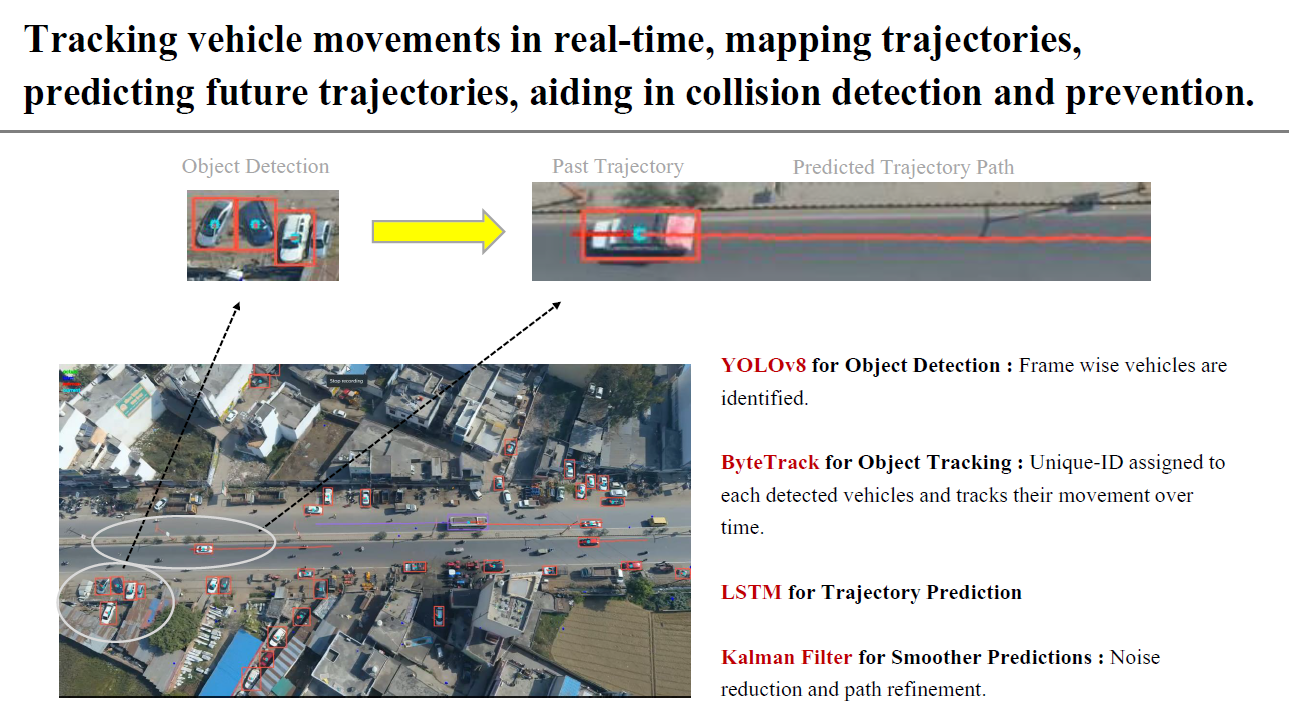 Tracking vehicle movements in real-time, mapping trajectories,
predicting future trajectories, aiding in collision detection and prevention.
Object Detection
Past Trajectory
Predicted Trajectory Path
Stop recording
YOLOv8 for Object Detection : Frame wise vehicles are
identified.
ByteTrack for Object Tracking : Unique-ID assigned to
each detected vehicles and tracks their movement over
time.
LSTM for Trajectory Prediction
Kalman Filter for Smoother Predictions : Noise
reduction and path refinement.